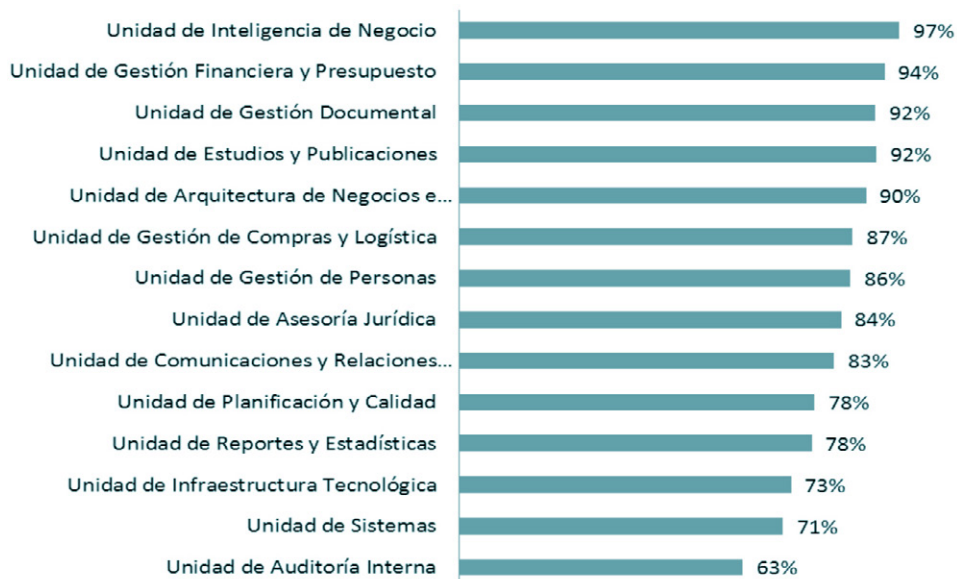 Unidad de Inteligencia de Negocio 97%
Unidad de Gestión Financiera y Presupuesto 94%
Unidad de Gestión Documental 92%
Unidad de Estudios y Publicaciones 92%
Unidad de Arquitectura de Negocios e... 90%
Unidad de Gestión de Compras y Logística 87%
Unidad de Gestión de Personas 86%
Unidad de Asesoría Jurídica 84%
Unidad de Comunicaciones y Relaciones... 83%
Unidad de Planificación y Calidad 78%
Unidad de Reportes y Estadísticas 78%
Unidad de Infraestructura Tecnológica 73%
Unidad de Sistemas 71%
Unidad de Auditoría Interna 63%